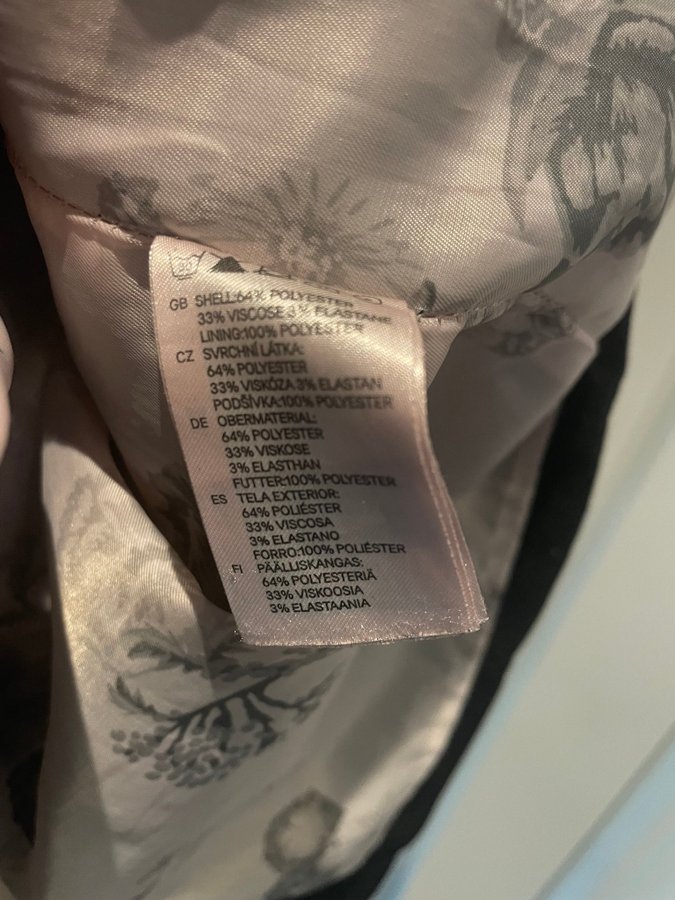 30
GB SHELL:64% POLYESTER
33% VISCOSE 3% ELASTANE
LINING:100% POLYESTER
CZ SVRCHNÍ LÁTKA:
64% POLYESTER
33% VISKÓZA 3% ELASTAN
PODŠÍVKA:100% POLYESTER
DE OBERMATERIAL:
64% POLYESTER
33% VISKOSE
3% ELASTHAN
FUTTER:100% POLYESTER
ES TELA EXTERIOR:
64% POLIÉSTER
33% VISCOSA
3% ELASTANO
FORRO:100% POLIÉSTER
FI PÄÄLLISKANGAS:
64% POLYESTERIÄ
33% VISKOOSIA
3% ELASTAANIA